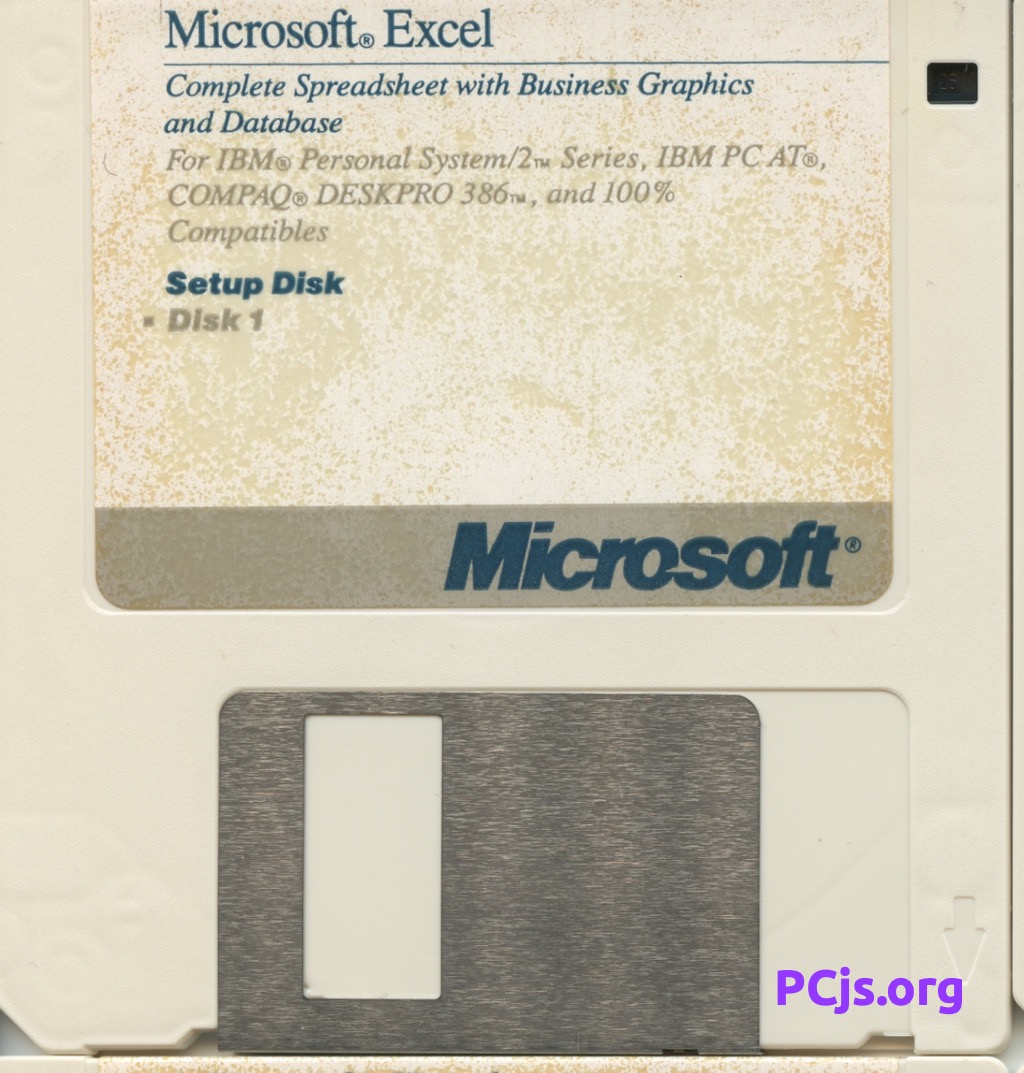 Microsoft® Excel
Complete Spreadsheet with Business Graphics
and Database
For IBM® Personal System/2™ Series, IBM PC AT®,
COMPAQ® DESKPRO 386™, and 100%
Compatibles
Setup Disk
▪ Disk 1
Microsoft®
PCjs.org